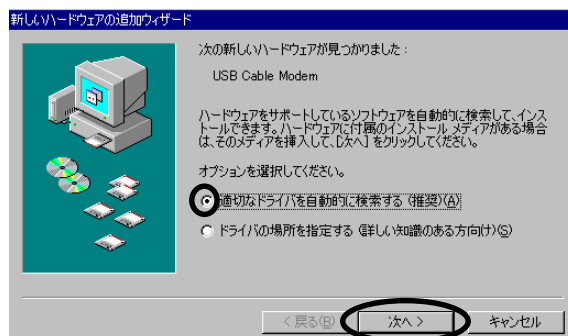 新しいハードウェアの追加ウィザード
次の新しいハードウェアが見つかりました :
USB Cable Modem
ハードウェアをサポートしているソフトウェアを自動的に検索して、インス
トールできます。ハードウェアに付属のインストール メディアがある場合
は、そのメディアを挿入して、[次へ] をクリックしてください。
オプションを選択してください。
適切なドライバを自動的に検索する (推奨)(A)
ドライバの場所を指定する (詳しい知識のある方向け)(S)
< 戻る(B) 次へ > キャンセル